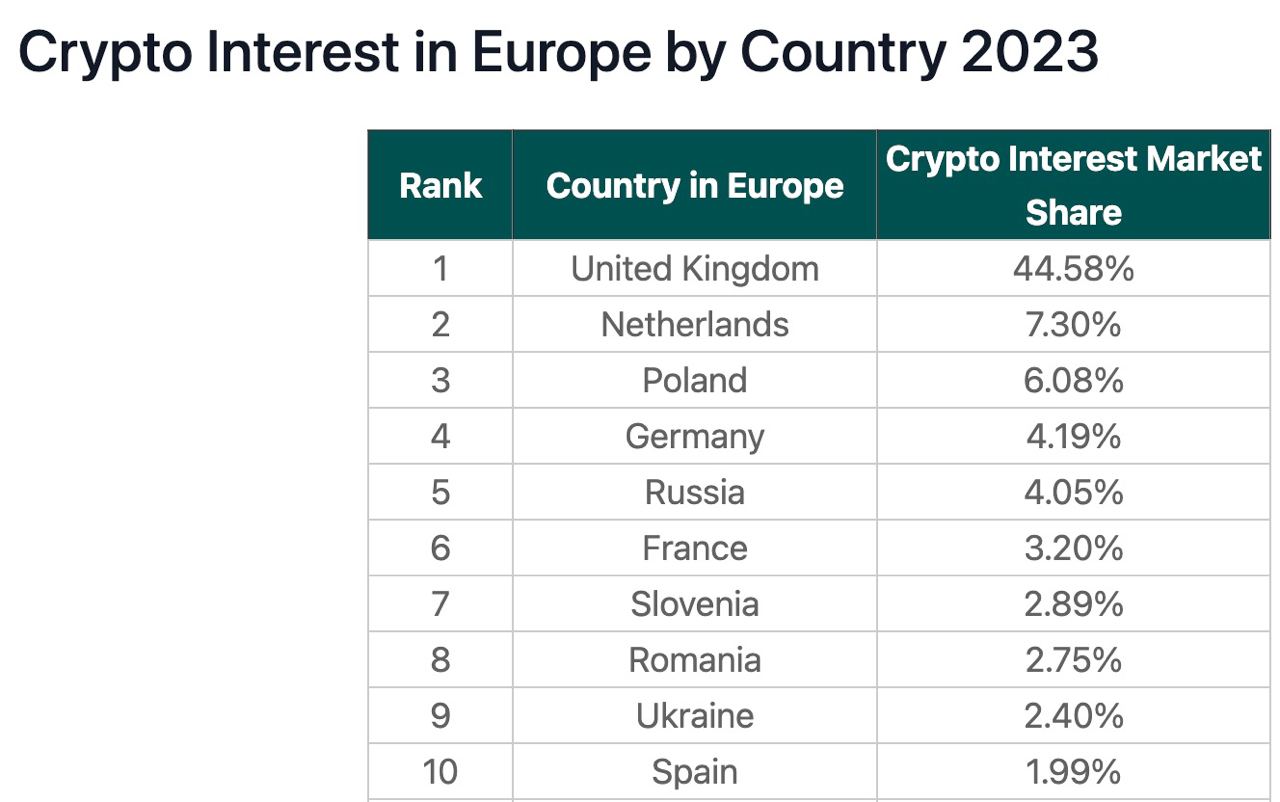 Crypto Interest in Europe by Country 2023
Rank Country in Europe Crypto Interest Market
Share
1 United Kingdom 44.58%
2 Netherlands 7.30%
3 Poland 6.08%
4 Germany 4.19%
5 Russia 4.05%
6 France 3.20%
7 Slovenia 2.89%
8 Romania 2.75%
9 Ukraine 2.40%
10 Spain 1.99%